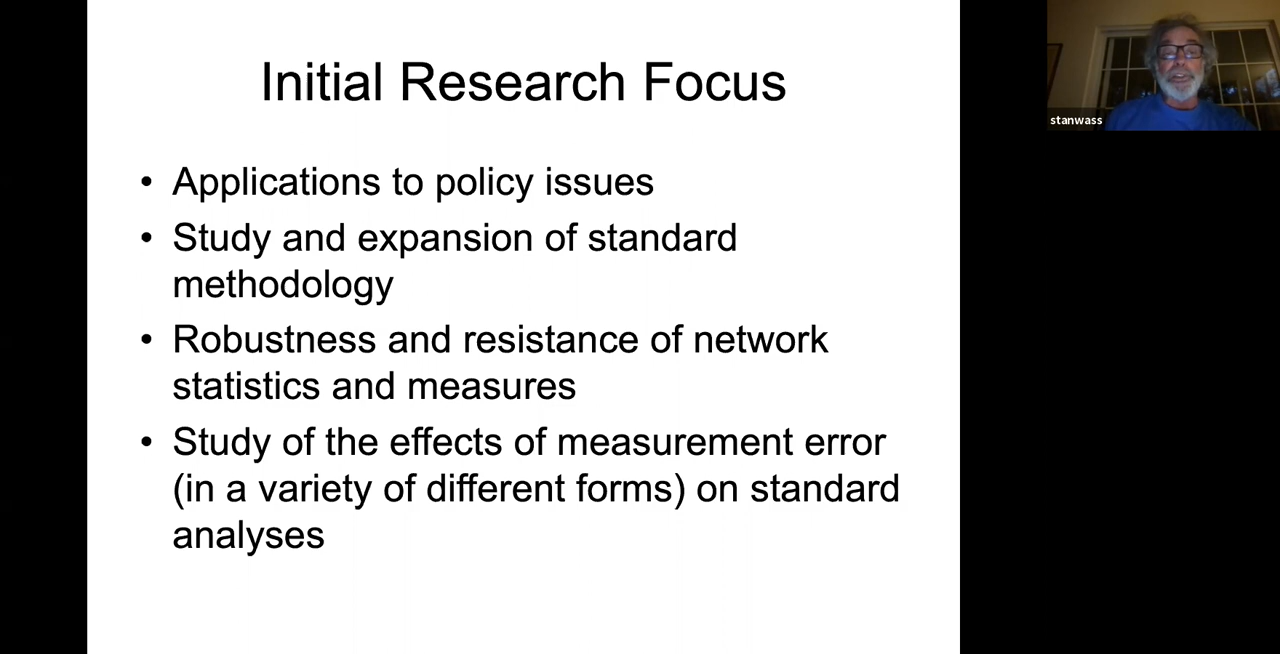 Initial Research Focus
• Applications to policy issues
• Study and expansion of standard
methodology
• Robustness and resistance of network
statistics and measures
• Study of the effects of measurement error
(in a variety of different forms) on standard
analyses
stanwass